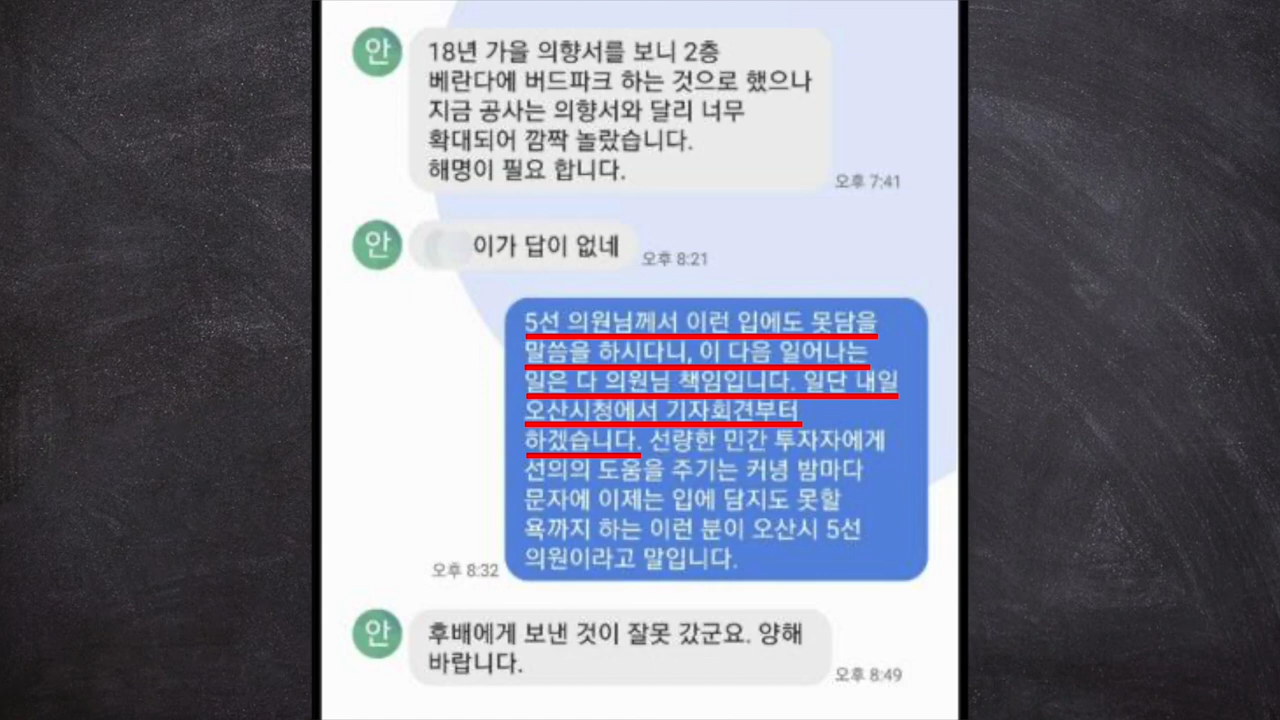 안
18년 가을 의향서를 보니 2층
베란다에 버드파크 하는 것으로 했으나
지금 공사는 의향서와 달리 너무
확대되어 깜짝 놀랐습니다.
해명이 필요 합니다.
오후 7:41
안
이가 답이 없네
오후 8:21
5선 의원님께서 이런 입에도 못담을
말씀을 하시다니, 이 다음 일어나는
일은 다 의원님 책임입니다. 일단 내일
오산시청에서 기자회견부터
하겠습니다. 선량한 민간 투자자에게
선의의 도움을 주기는 커녕 밤마다
문자에 이제는 입에 담지도 못할
욕까지 하는 이런 분이 오산시 5선
의원이라고 말입니다.
오후 8:32
안
후배에게 보낸 것이 잘못 갔군요. 양해
바랍니다.
오후 8:49